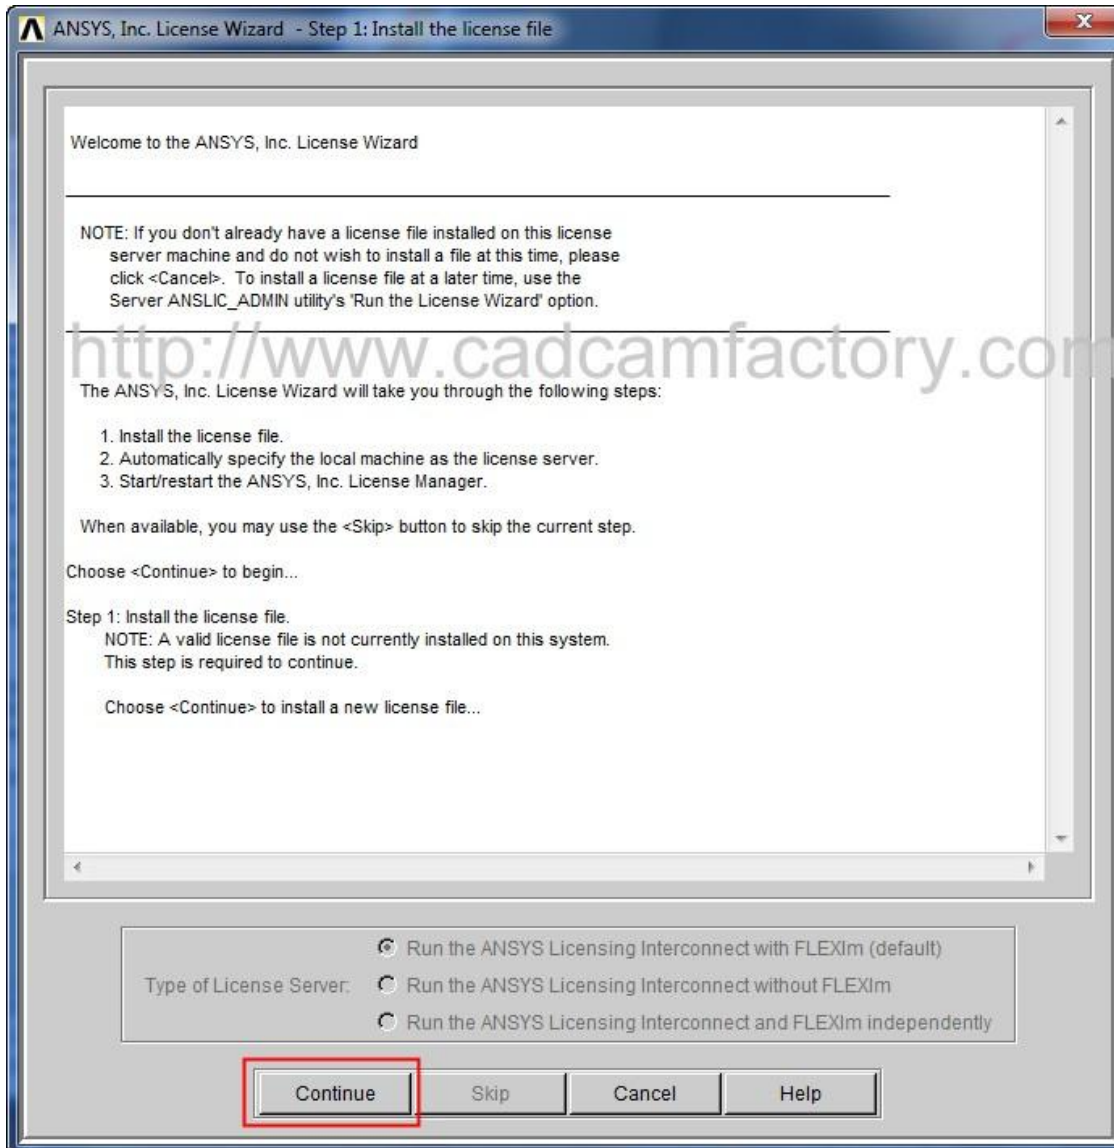 ANSYS, Inc. License Wizard - Step 1: Install the license file
Welcome to the ANSYS, Inc. License Wizard
NOTE: If you don't already have a license file installed on this license
server machine and do not wish to install a file at this time, please
click <Cancel>. To install a license file at a later time, use the
Server ANSLIC_ADMIN utility's 'Run the License Wizard' option.
http://www.cadcamfactory.com
The ANSYS, Inc. License Wizard will take you through the following steps:
1. Install the license file.
2. Automatically specify the local machine as the license server.
3. Start/restart the ANSYS, Inc. License Manager.
When available, you may use the <Skip> button to skip the current step.
Choose <Continue> to begin...
Step 1: Install the license file.
NOTE: A valid license file is not currently installed on this system.
This step is required to continue.
Choose <Continue> to install a new license file...
Run the ANSYS Licensing Interconnect with FLEXlm (default)
Type of License Server: Run the ANSYS Licensing Interconnect without FLEXlm
Run the ANSYS Licensing Interconnect and FLEXlm independently
Continue Skip Cancel Help